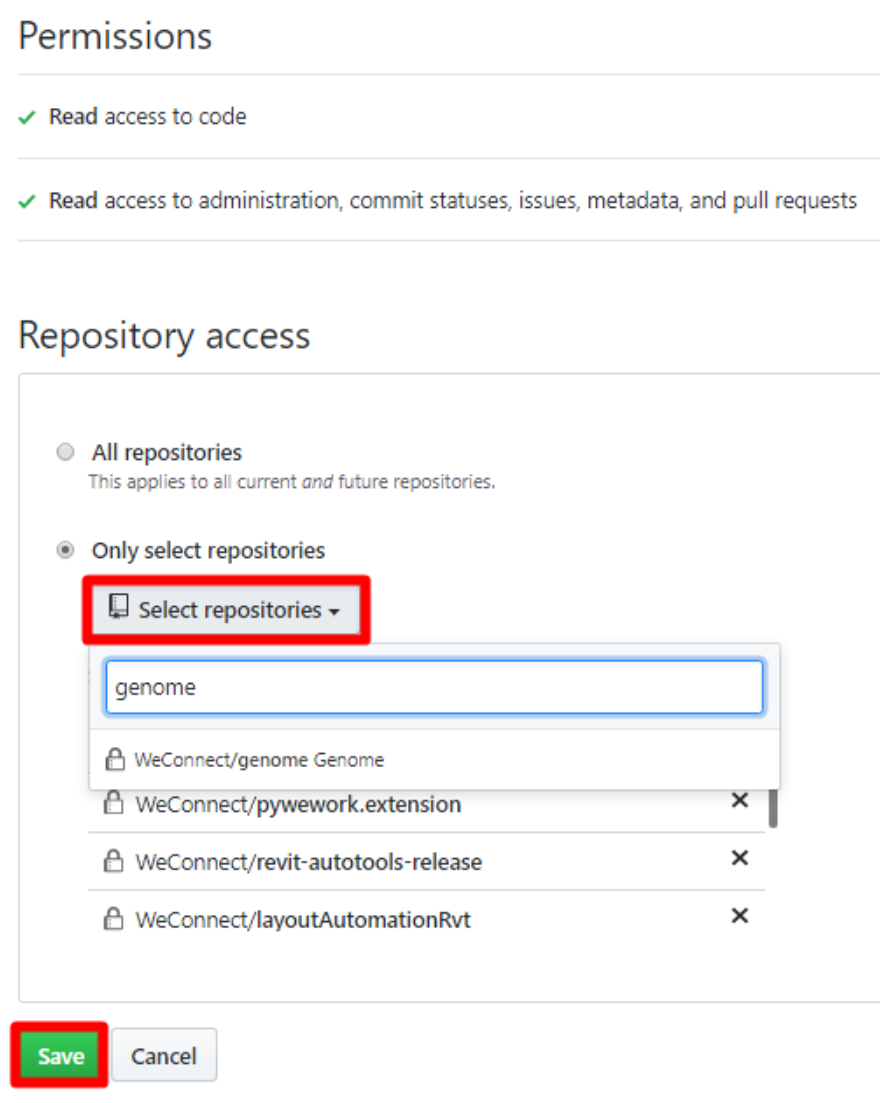 Permissions
Read access to code
Read access to administration, commit statuses, issues, metadata, and pull requests
Repository access
All repositories
This applies to all current and future repositories.
Only select repositories
Select repositories
genome
WeConnect/genome Genome
WeConnect/pywework.extension
WeConnect/revit-autotools-release
WeConnect/layoutAutomationRvt
Save Cancel